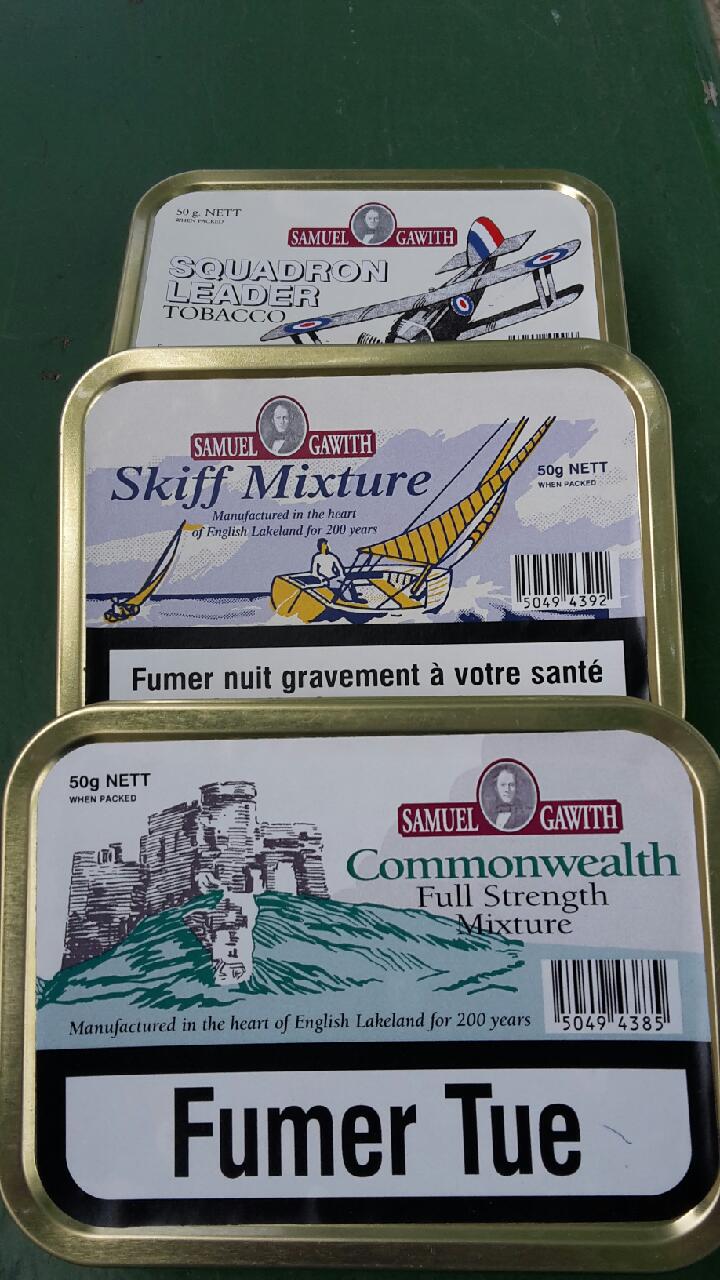 50 g. NETT
WHEN PACKED
SAMUEL GAWITH
SQUADRON
LEADER
TOBACCO
SAMUEL GAWITH
Skiff Mixture
50g NETT
WHEN PACKED
Manufactured in the heart
of English Lakeland for 200 years
5049 4392
Fumer nuit gravement à votre santé
50g NETT
WHEN PACKED
SAMUEL GAWITH
Commonwealth
Full Strength
Mixture
Manufactured in the heart of English Lakeland for 200 years
5049 4385
Fumer Tue